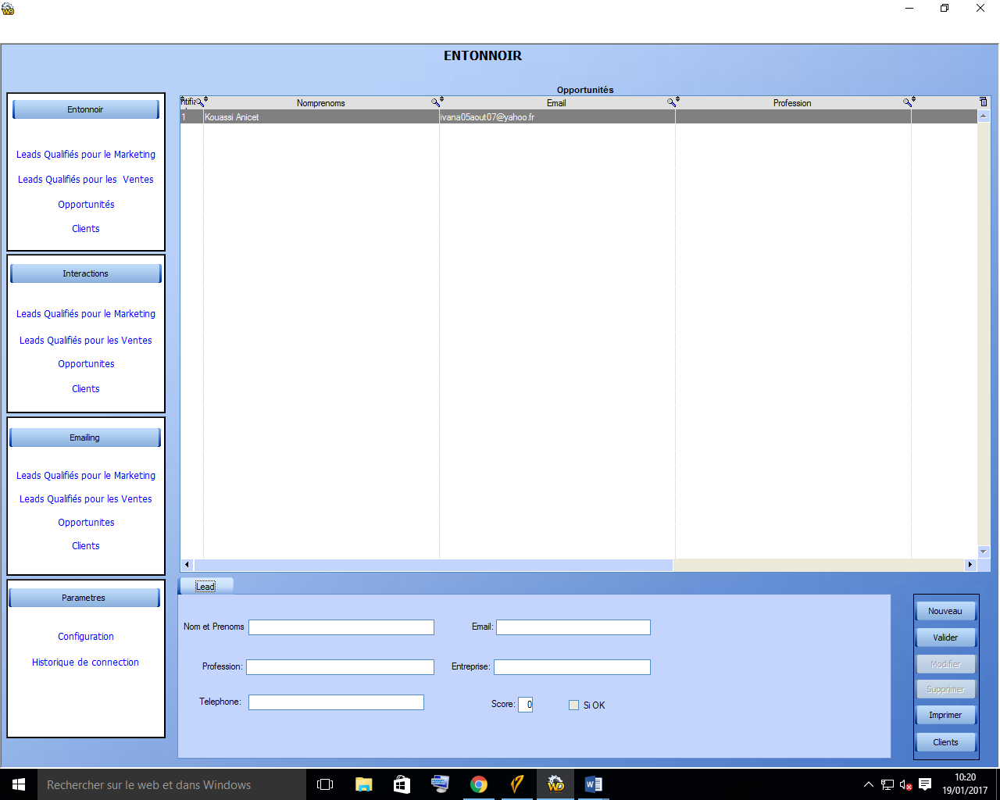 ENTONNOIR
Opportunités
Nomprenoms Email Profession
1 Kouassi Anicet ivana05aout07@yahoo.fr
Entonnoir
Leads Qualifiés pour le Marketing
Leads Qualifiés pour les Ventes
Opportunités
Clients
Interactions
Leads Qualifiés pour le Marketing
Leads Qualifiés pour les Ventes
Opportunites
Clients
Emailing
Leads Qualifiés pour le Marketing
Leads Qualifiés pour les Ventes
Opportunites
Clients
Parametres
Configuration
Historique de connection
Lead
Nom et Prenoms Email:
Profession: Entreprise:
Telephone: Score: 0 Si OK
Nouveau
Valider
Modifier
Supprimer
Imprimer
Clients
Rechercher sur le web et dans Windows
WD
W
10:20
19/01/2017